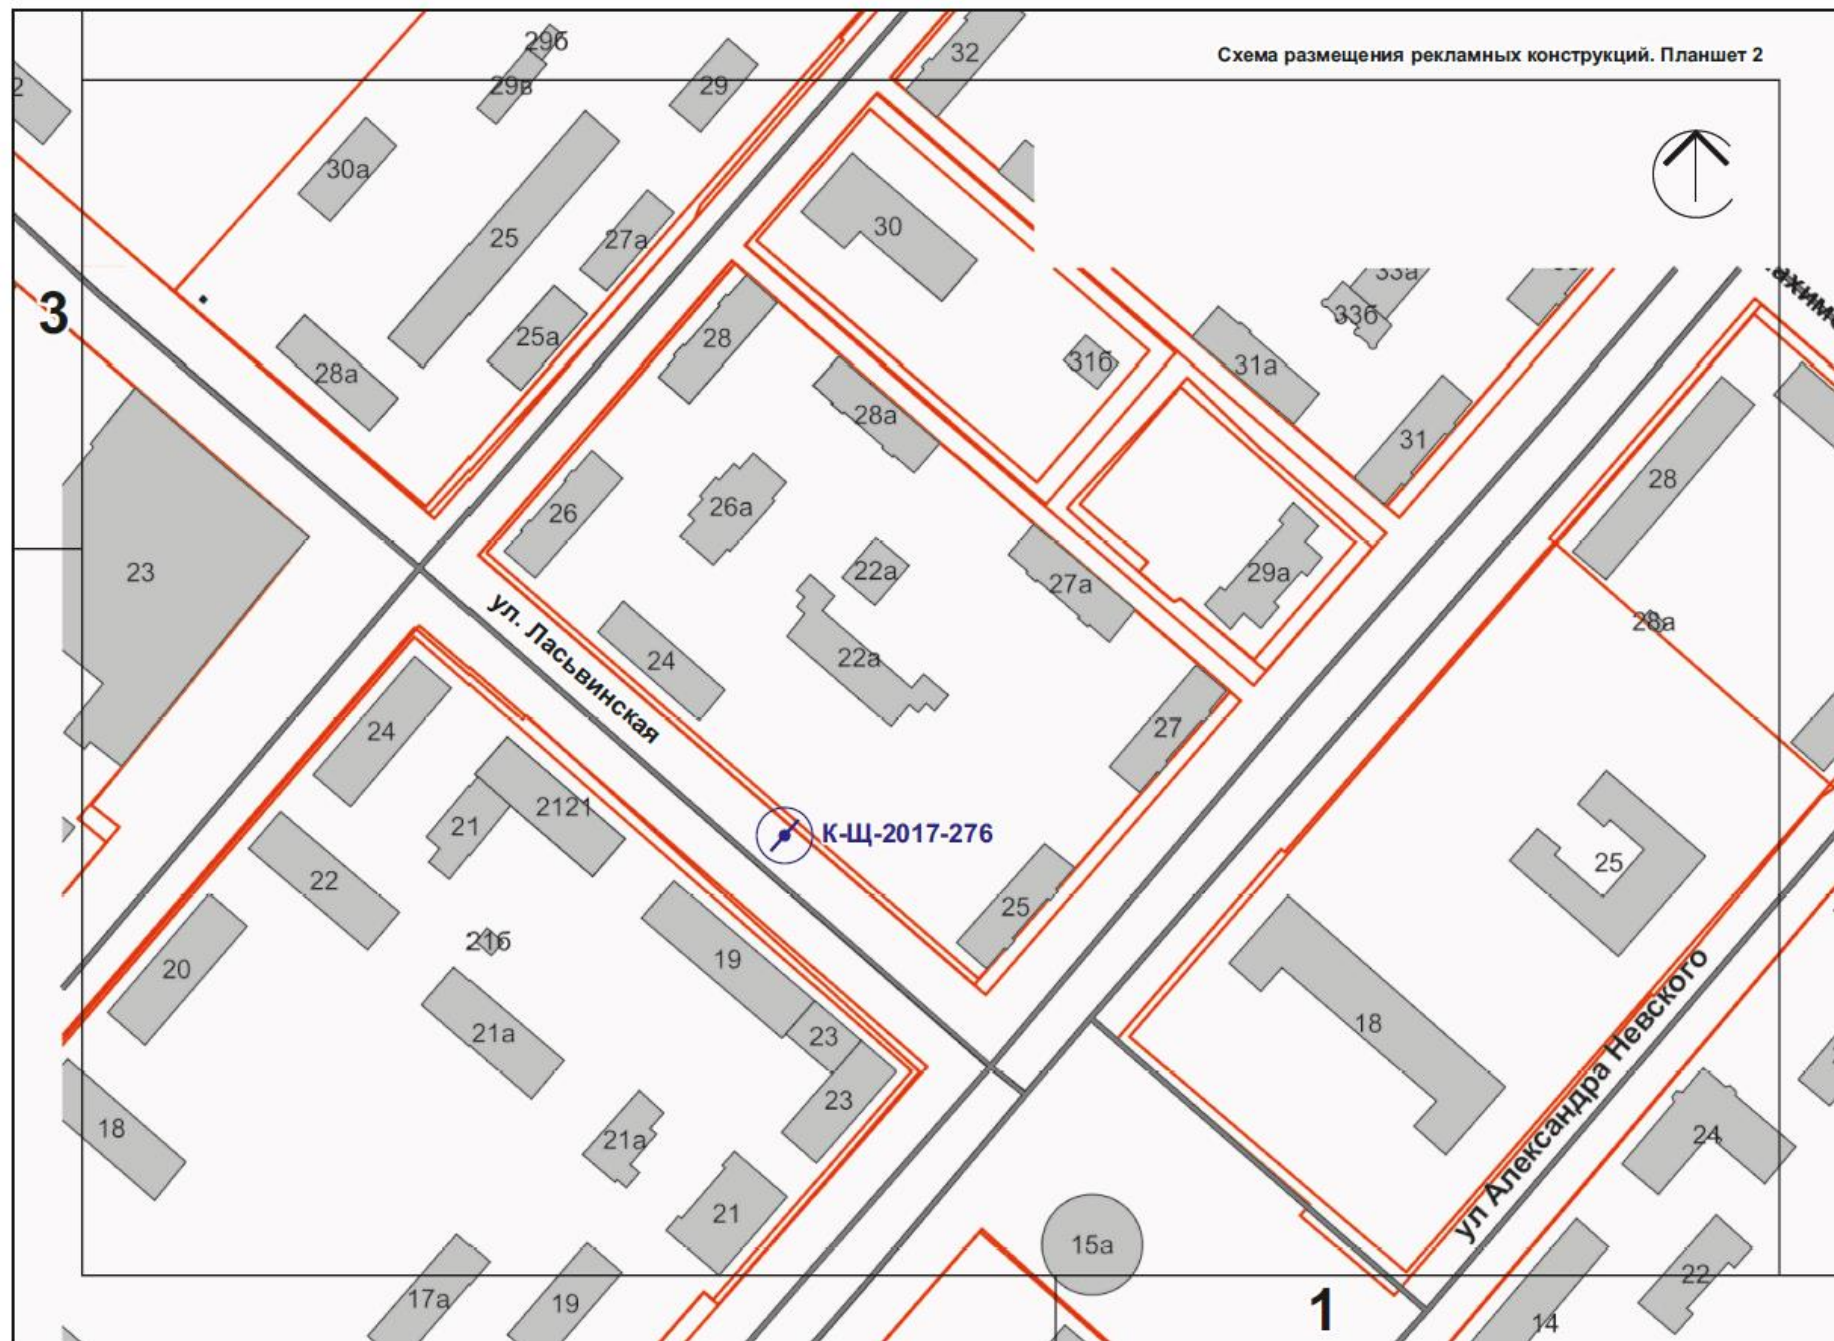 Схема размещения рекламных конструкций. Планшет 2
29б
32
29в
29
2
30а
30
25
27а
33а
33б
3
25а
28
31б
31а
28а
28а
31
28
26
26а
23
22а
27а
29а
28а
ул. Ласьвинская
24
22а
24
27
21
2121
К-Щ-2017-276
25
22
25
21б
19
20
21а
23
18
ул Александра Невского
23
18
21а
24
21
15а
22
17а
19
1
14